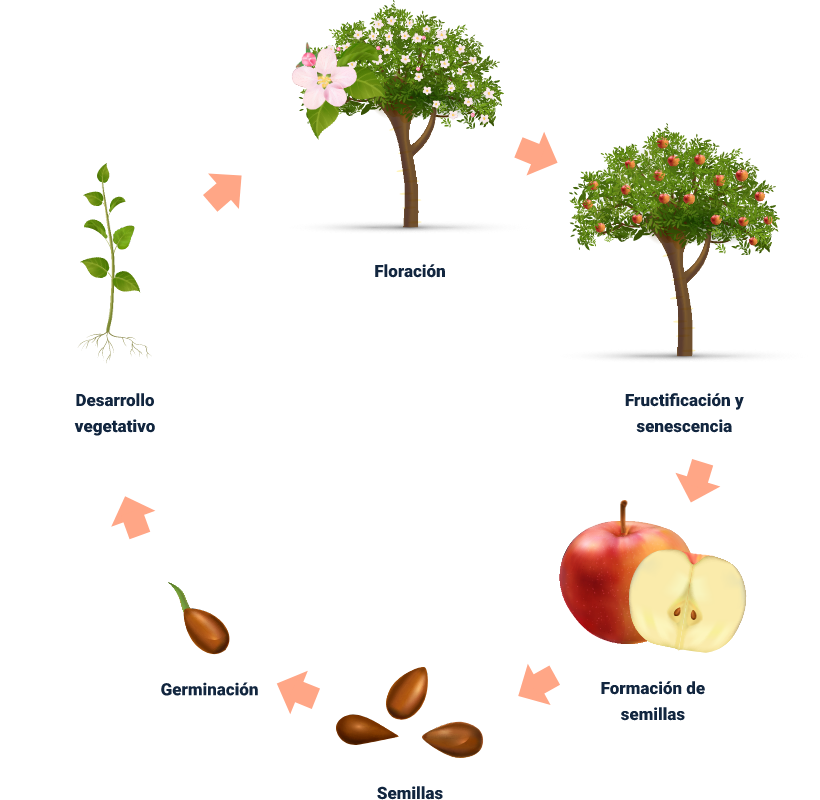 Floración
Desarrollo
vegetativo
Fructificación y
senescencia
Formación de
semillas
Germinación
Semillas